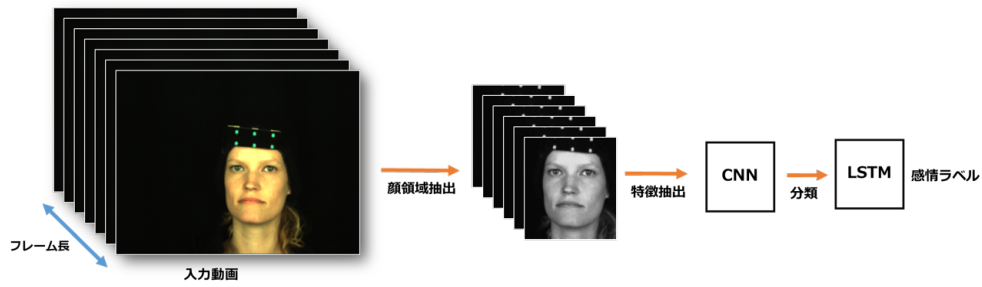 フレーム長
入力動画
顔領域抽出
特徴抽出
CNN
分類
LSTM
感情ラベル